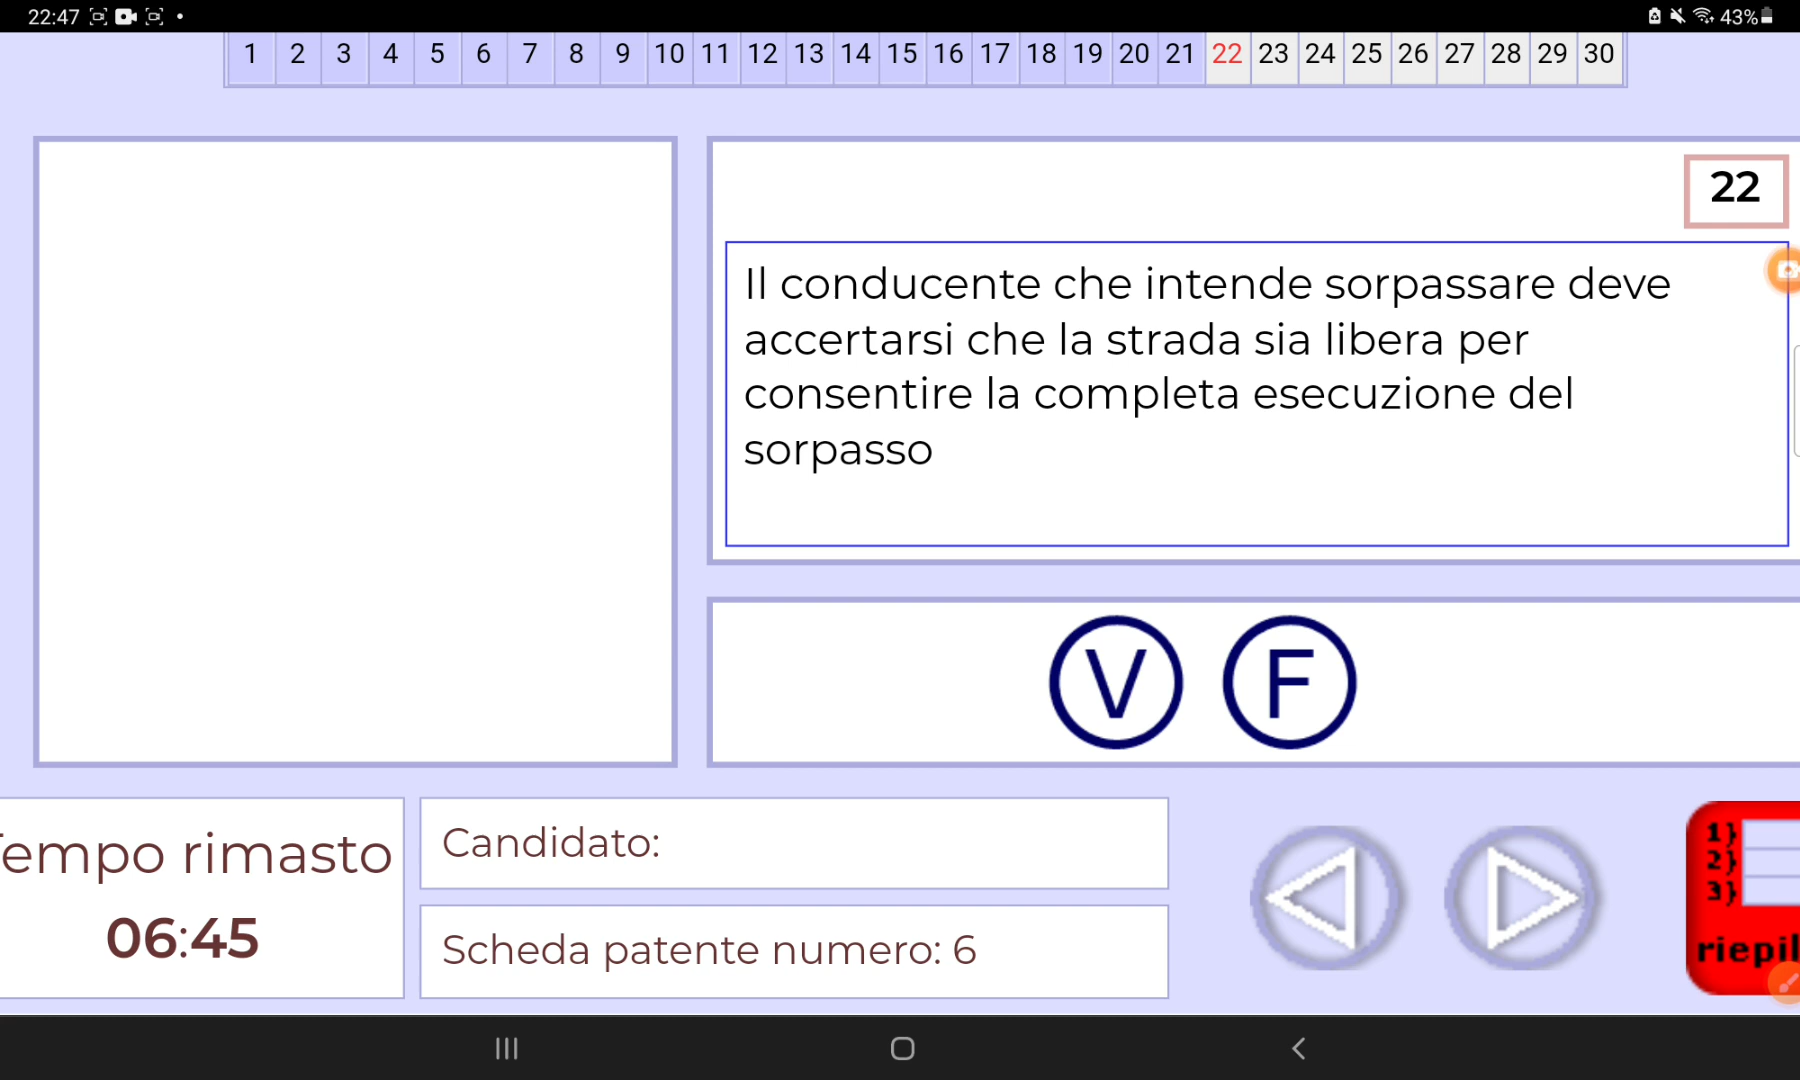 22:47 43%
1 2 3 4 5 6 7 8 9 10 11 12 13 14 15 16 17 18 19 20 21 22 23 24 25 26 27 28 29 30
22
Il conducente che intende sorpassare deve
accertarsi che la strada sia libera per
consentire la completa esecuzione del
sorpasso
V F
empo rimasto
06:45
Candidato:
Scheda patente numero: 6
1}
2}
3}
riepil